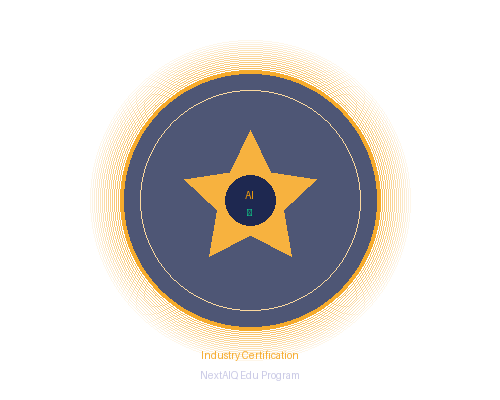 AI
Industry Certification
NextAIQ Edu Program